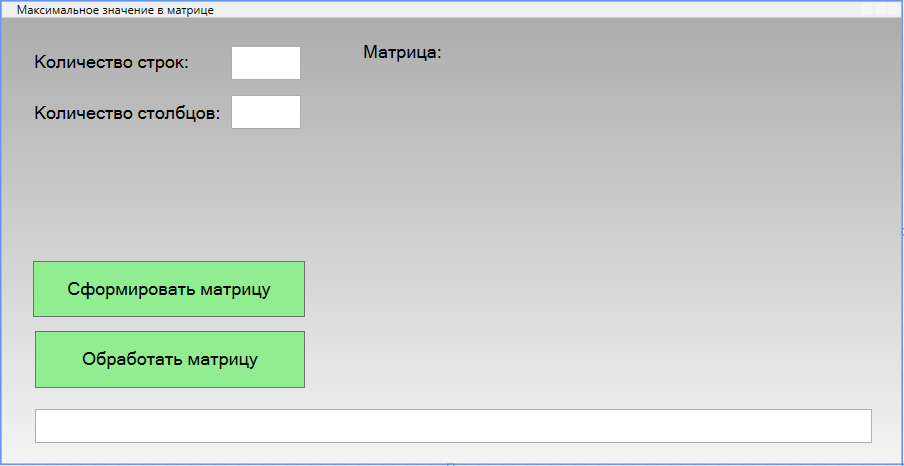 Максимальное значение в матрице
Количество строк:
Матрица:
Количество столбцов:
Сформировать матрицу
Обработать матрицу